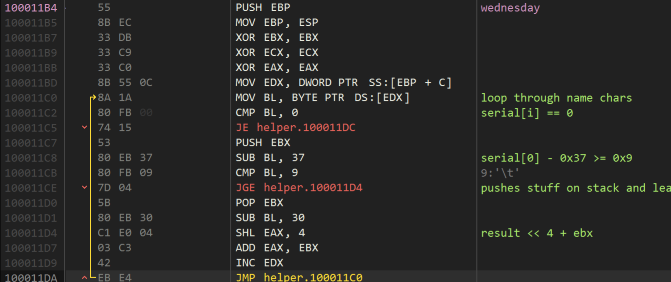 100011B4 55 PUSH EBP wednesday
100011B5 8B EC MOV EBP, ESP
100011B7 33 DB XOR EBX, EBX
100011B9 33 C9 XOR ECX, ECX
100011BB 33 C0 XOR EAX, EAX
100011BD 8B 55 0C MOV EDX, DWORD PTR SS:[EBP + C]
100011C0 8A 1A MOV BL, BYTE PTR DS:[EDX] loop through name chars
100011C2 80 FB 00 CMP BL, 0 serial[i] == 0
100011C5 74 15 JE helper.100011DC
100011C7 53 PUSH EBX
100011C8 80 EB 37 SUB BL, 37 serial[0] - 0x37 >= 0x9
100011CB 80 FB 09 CMP BL, 9 9:'\t'
100011CE 7D 04 JGE helper.100011D4 pushes stuff on stack and lea
100011D0 5B POP EBX
100011D1 80 EB 30 SUB BL, 30
100011D4 C1 E0 04 SHL EAX, 4 result << 4 + ebx
100011D7 03 C3 ADD EAX, EBX
100011D9 42 INC EDX
100011DA EB E4 JMP helper.100011C0